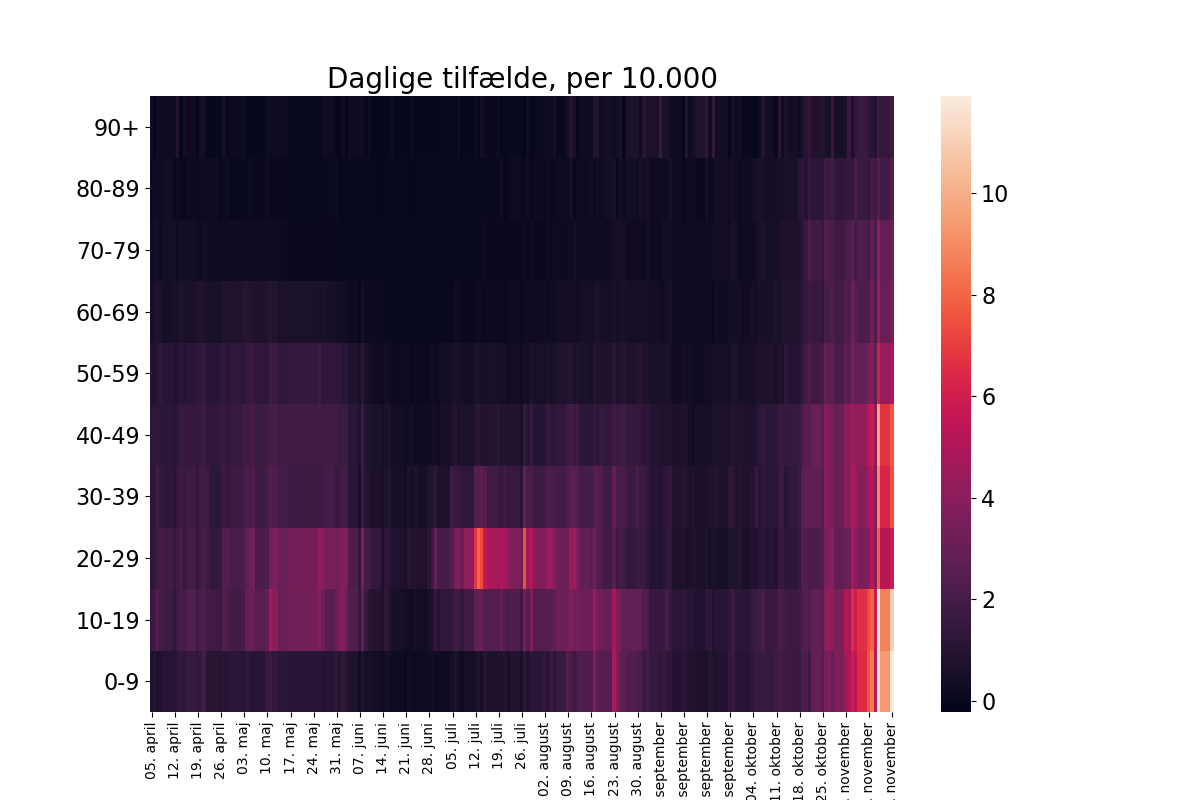 Daglige tilfælde, per 10.000
90+
80-89
70-79
60-69
50-59
40-49
30-39
20-29
10-19
0-9
10
8
6
4
2
0
05. april
12. april
19. april
26. april
03. maj
10. maj
17. maj
24. maj
31. maj
07. juni
14. juni
21. juni
28. juni
05. juli
12. juli
19. juli
26. juli
02. august
09. august
16. august
23. august
30. august
september
september
september
september
04. oktober
11. oktober
18. oktober
25. oktober
. november
. november
. november